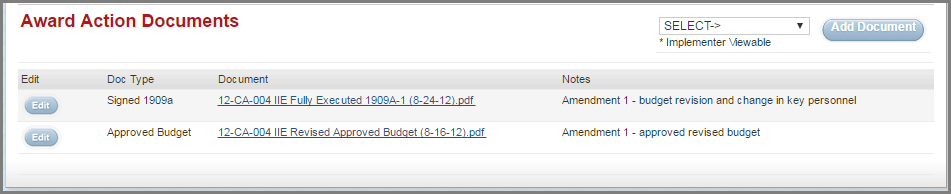 Award Action Documents
SELECT->
Add Document
* Implementer Viewable
Edit Doc Type Document Notes
Edit Signed 1909a 12-CA-004 IIE Fully Executed 1909A-1 (8-24-12).pdf Amendment 1 - budget revision and change in key personnel
Edit Approved Budget 12-CA-004 IIE Revised Approved Budget (8-16-12).pdf Amendment 1 - approved revised budget